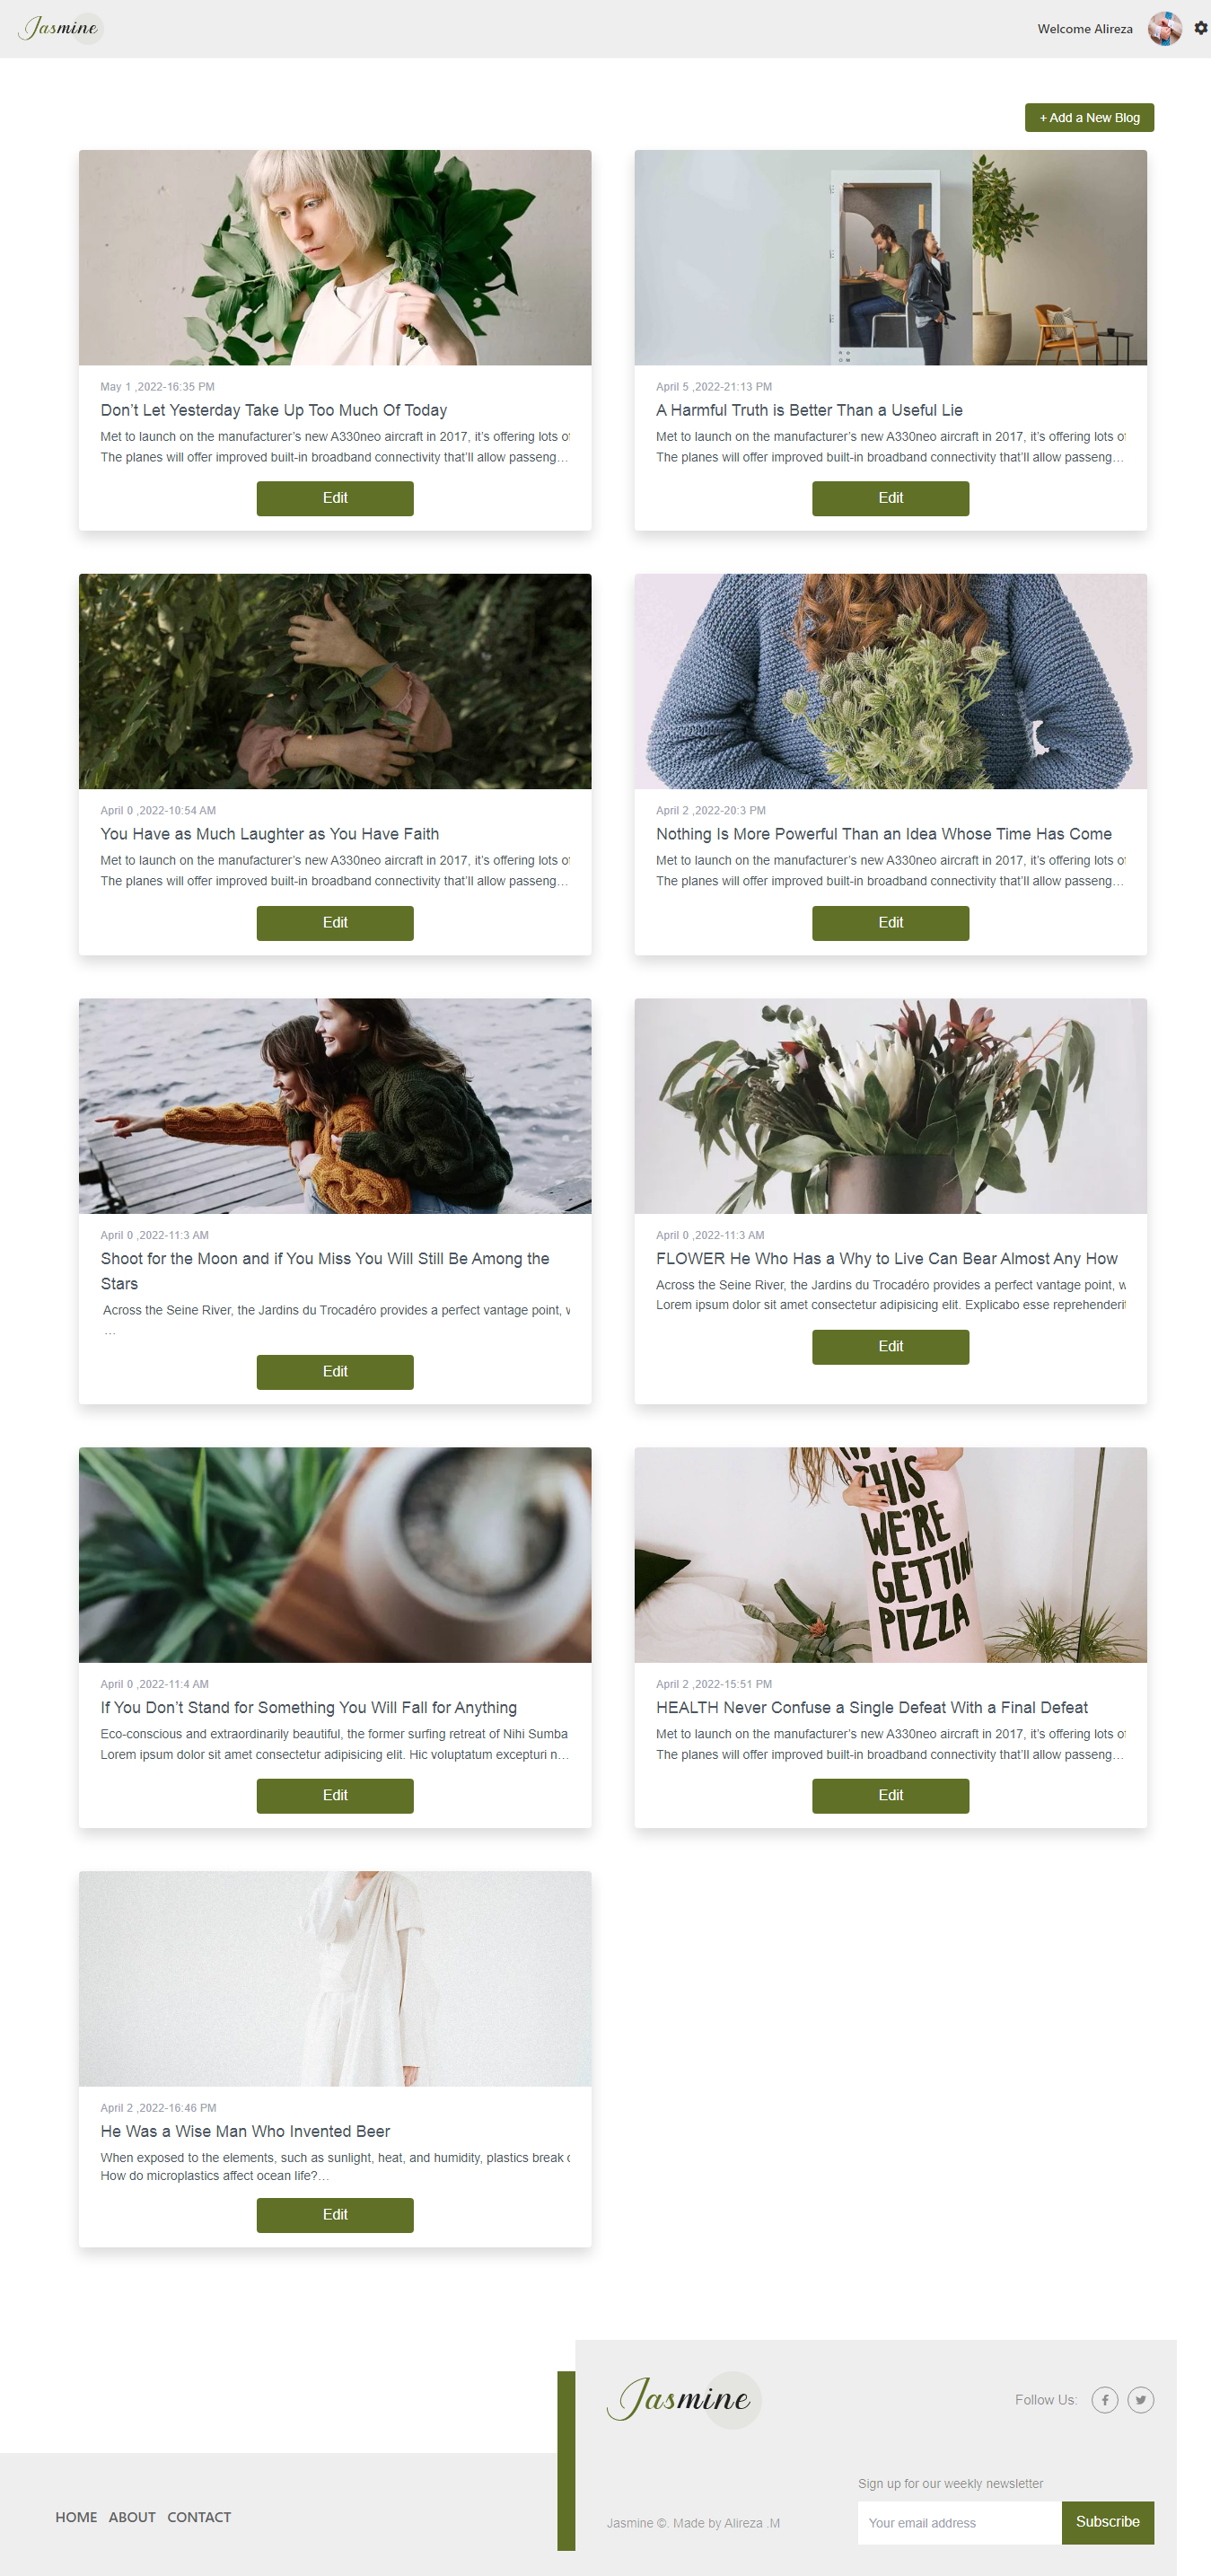 Jasmine
Welcome Alireza
+ Add a New Blog
May 1 ,2022-16:35 PM
Don’t Let Yesterday Take Up Too Much Of Today
Met to launch on the manufacturer’s new A330neo aircraft in 2017, it’s offering lots of
The planes will offer improved built-in broadband connectivity that’ll allow passeng…
Edit
April 5 ,2022-21:13 PM
A Harmful Truth is Better Than a Useful Lie
Met to launch on the manufacturer’s new A330neo aircraft in 2017, it’s offering lots of
The planes will offer improved built-in broadband connectivity that’ll allow passeng…
Edit
April 0 ,2022-10:54 AM
You Have as Much Laughter as You Have Faith
Met to launch on the manufacturer’s new A330neo aircraft in 2017, it’s offering lots of
The planes will offer improved built-in broadband connectivity that’ll allow passeng…
Edit
April 2 ,2022-20:3 PM
Nothing Is More Powerful Than an Idea Whose Time Has Come
Met to launch on the manufacturer’s new A330neo aircraft in 2017, it’s offering lots of
The planes will offer improved built-in broadband connectivity that’ll allow passeng…
Edit
April 0 ,2022-11:3 AM
Shoot for the Moon and if You Miss You Will Still Be Among the
Stars
Across the Seine River, the Jardins du Trocadéro provides a perfect vantage point, w
…
Edit
April 0 ,2022-11:3 AM
FLOWER He Who Has a Why to Live Can Bear Almost Any How
Across the Seine River, the Jardins du Trocadéro provides a perfect vantage point, w
Lorem ipsum dolor sit amet consectetur adipisicing elit. Explicabo esse reprehenderit
Edit
THIS
WE'RE
GETTIN
PIZZA
April 0 ,2022-11:4 AM
If You Don’t Stand for Something You Will Fall for Anything
Eco-conscious and extraordinarily beautiful, the former surfing retreat of Nihi Sumba
Lorem ipsum dolor sit amet consectetur adipisicing elit. Hic voluptatum excepturi n…
Edit
April 2 ,2022-15:51 PM
HEALTH Never Confuse a Single Defeat With a Final Defeat
Met to launch on the manufacturer’s new A330neo aircraft in 2017, it’s offering lots of
The planes will offer improved built-in broadband connectivity that’ll allow passeng…
Edit
April 2 ,2022-16:46 PM
He Was a Wise Man Who Invented Beer
When exposed to the elements, such as sunlight, heat, and humidity, plastics break
How do microplastics affect ocean life?…
Edit
Jasmine
Follow Us:
Sign up for our weekly newsletter
HOME ABOUT CONTACT
Jasmine ©. Made by Alireza .M
Your email address
Subscribe